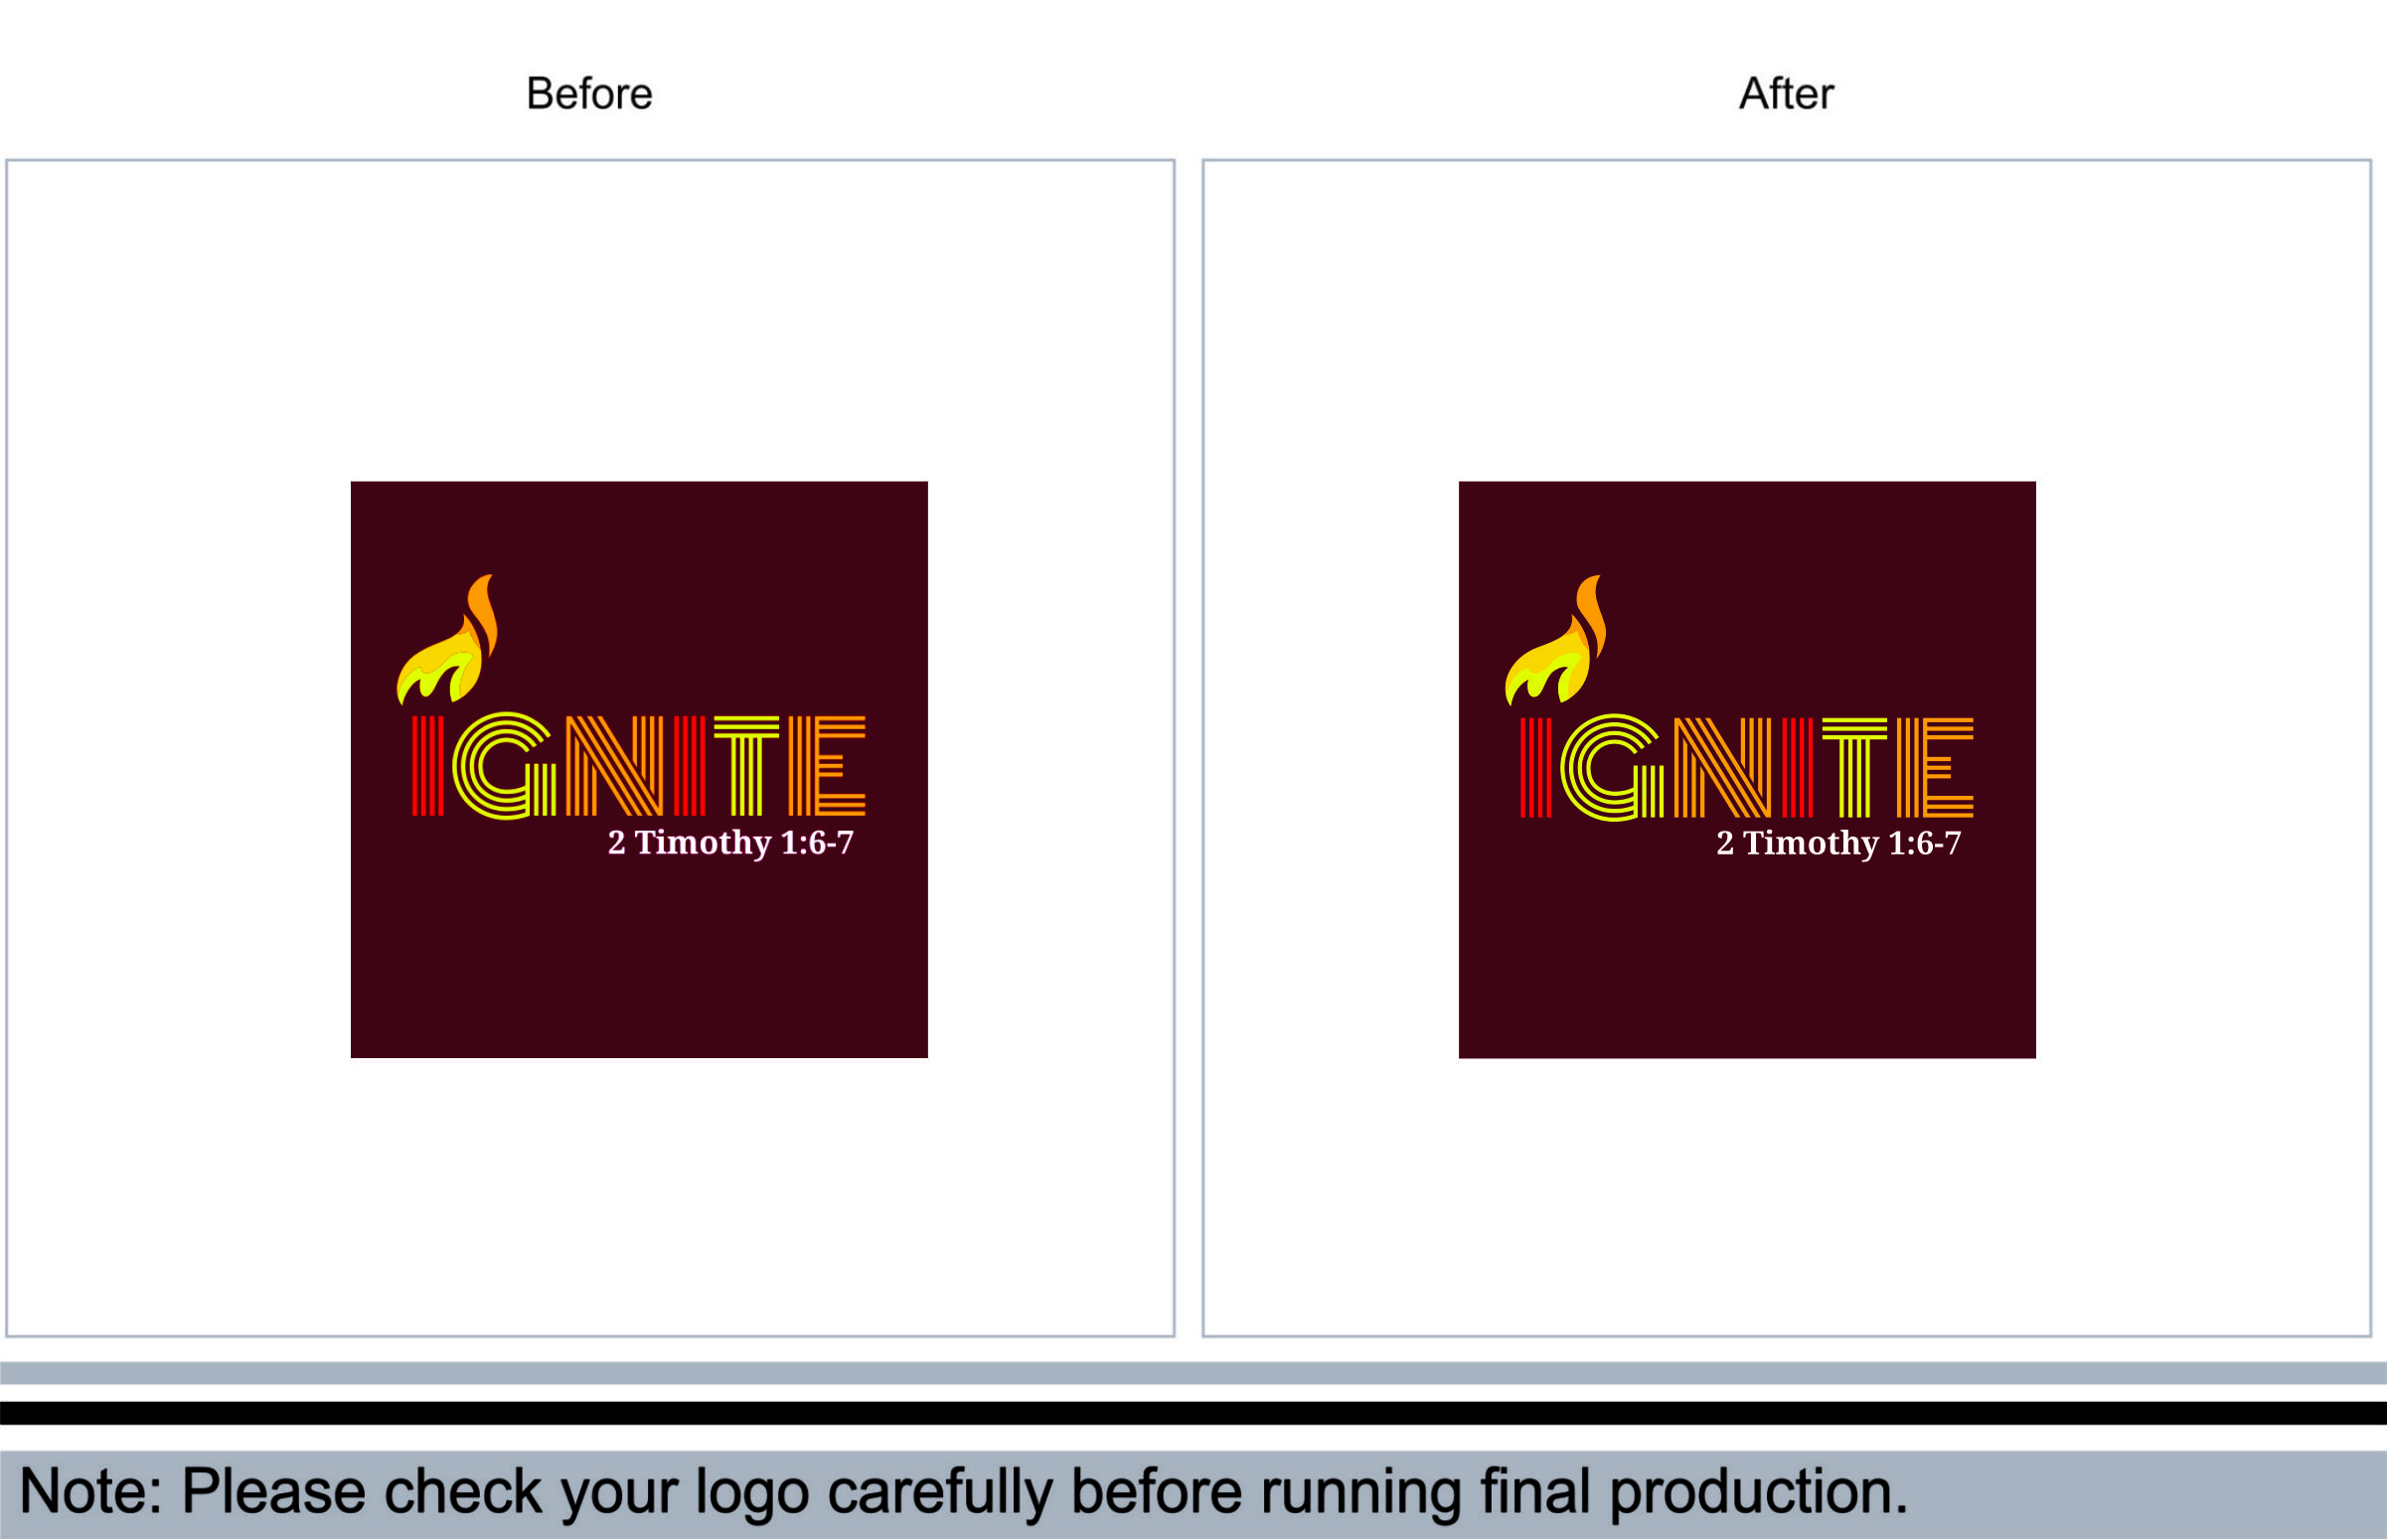 Before
After
IGNITE
2 Timothy 1:6-7
IGNITE
2 Timothy 1:6-7
Note: Please check your logo carefully before running final production.